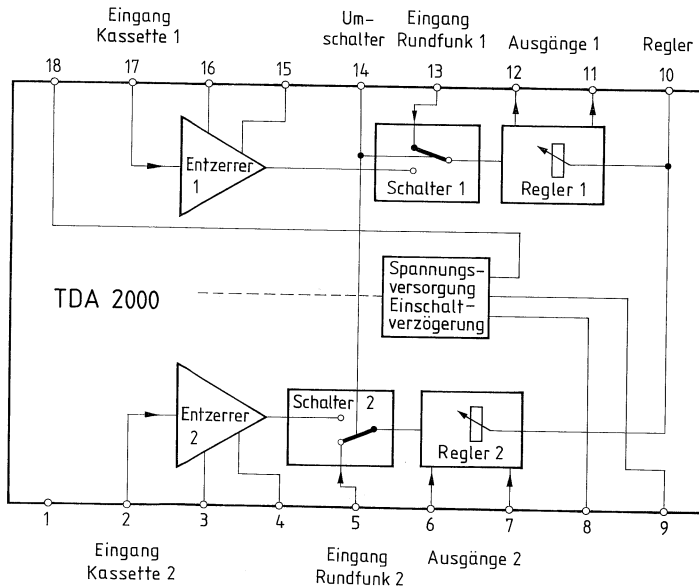 Eingang
Kassette 1
Um-
schalter
Eingang
Rundfunk 1
Ausgänge 1
Regler
18 17 16 15 14 13 12 11 10
Entzerrer
1
Schalter 1
Regler 1
Spannungs-
versorgung
Einschalt-
verzögerung
TDA 2000
Entzerrer
2
Schalter 2
Regler 2
1 2 3 4 5 6 7 8 9
Eingang
Kassette 2
Eingang
Rundfunk 2
Ausgänge 2